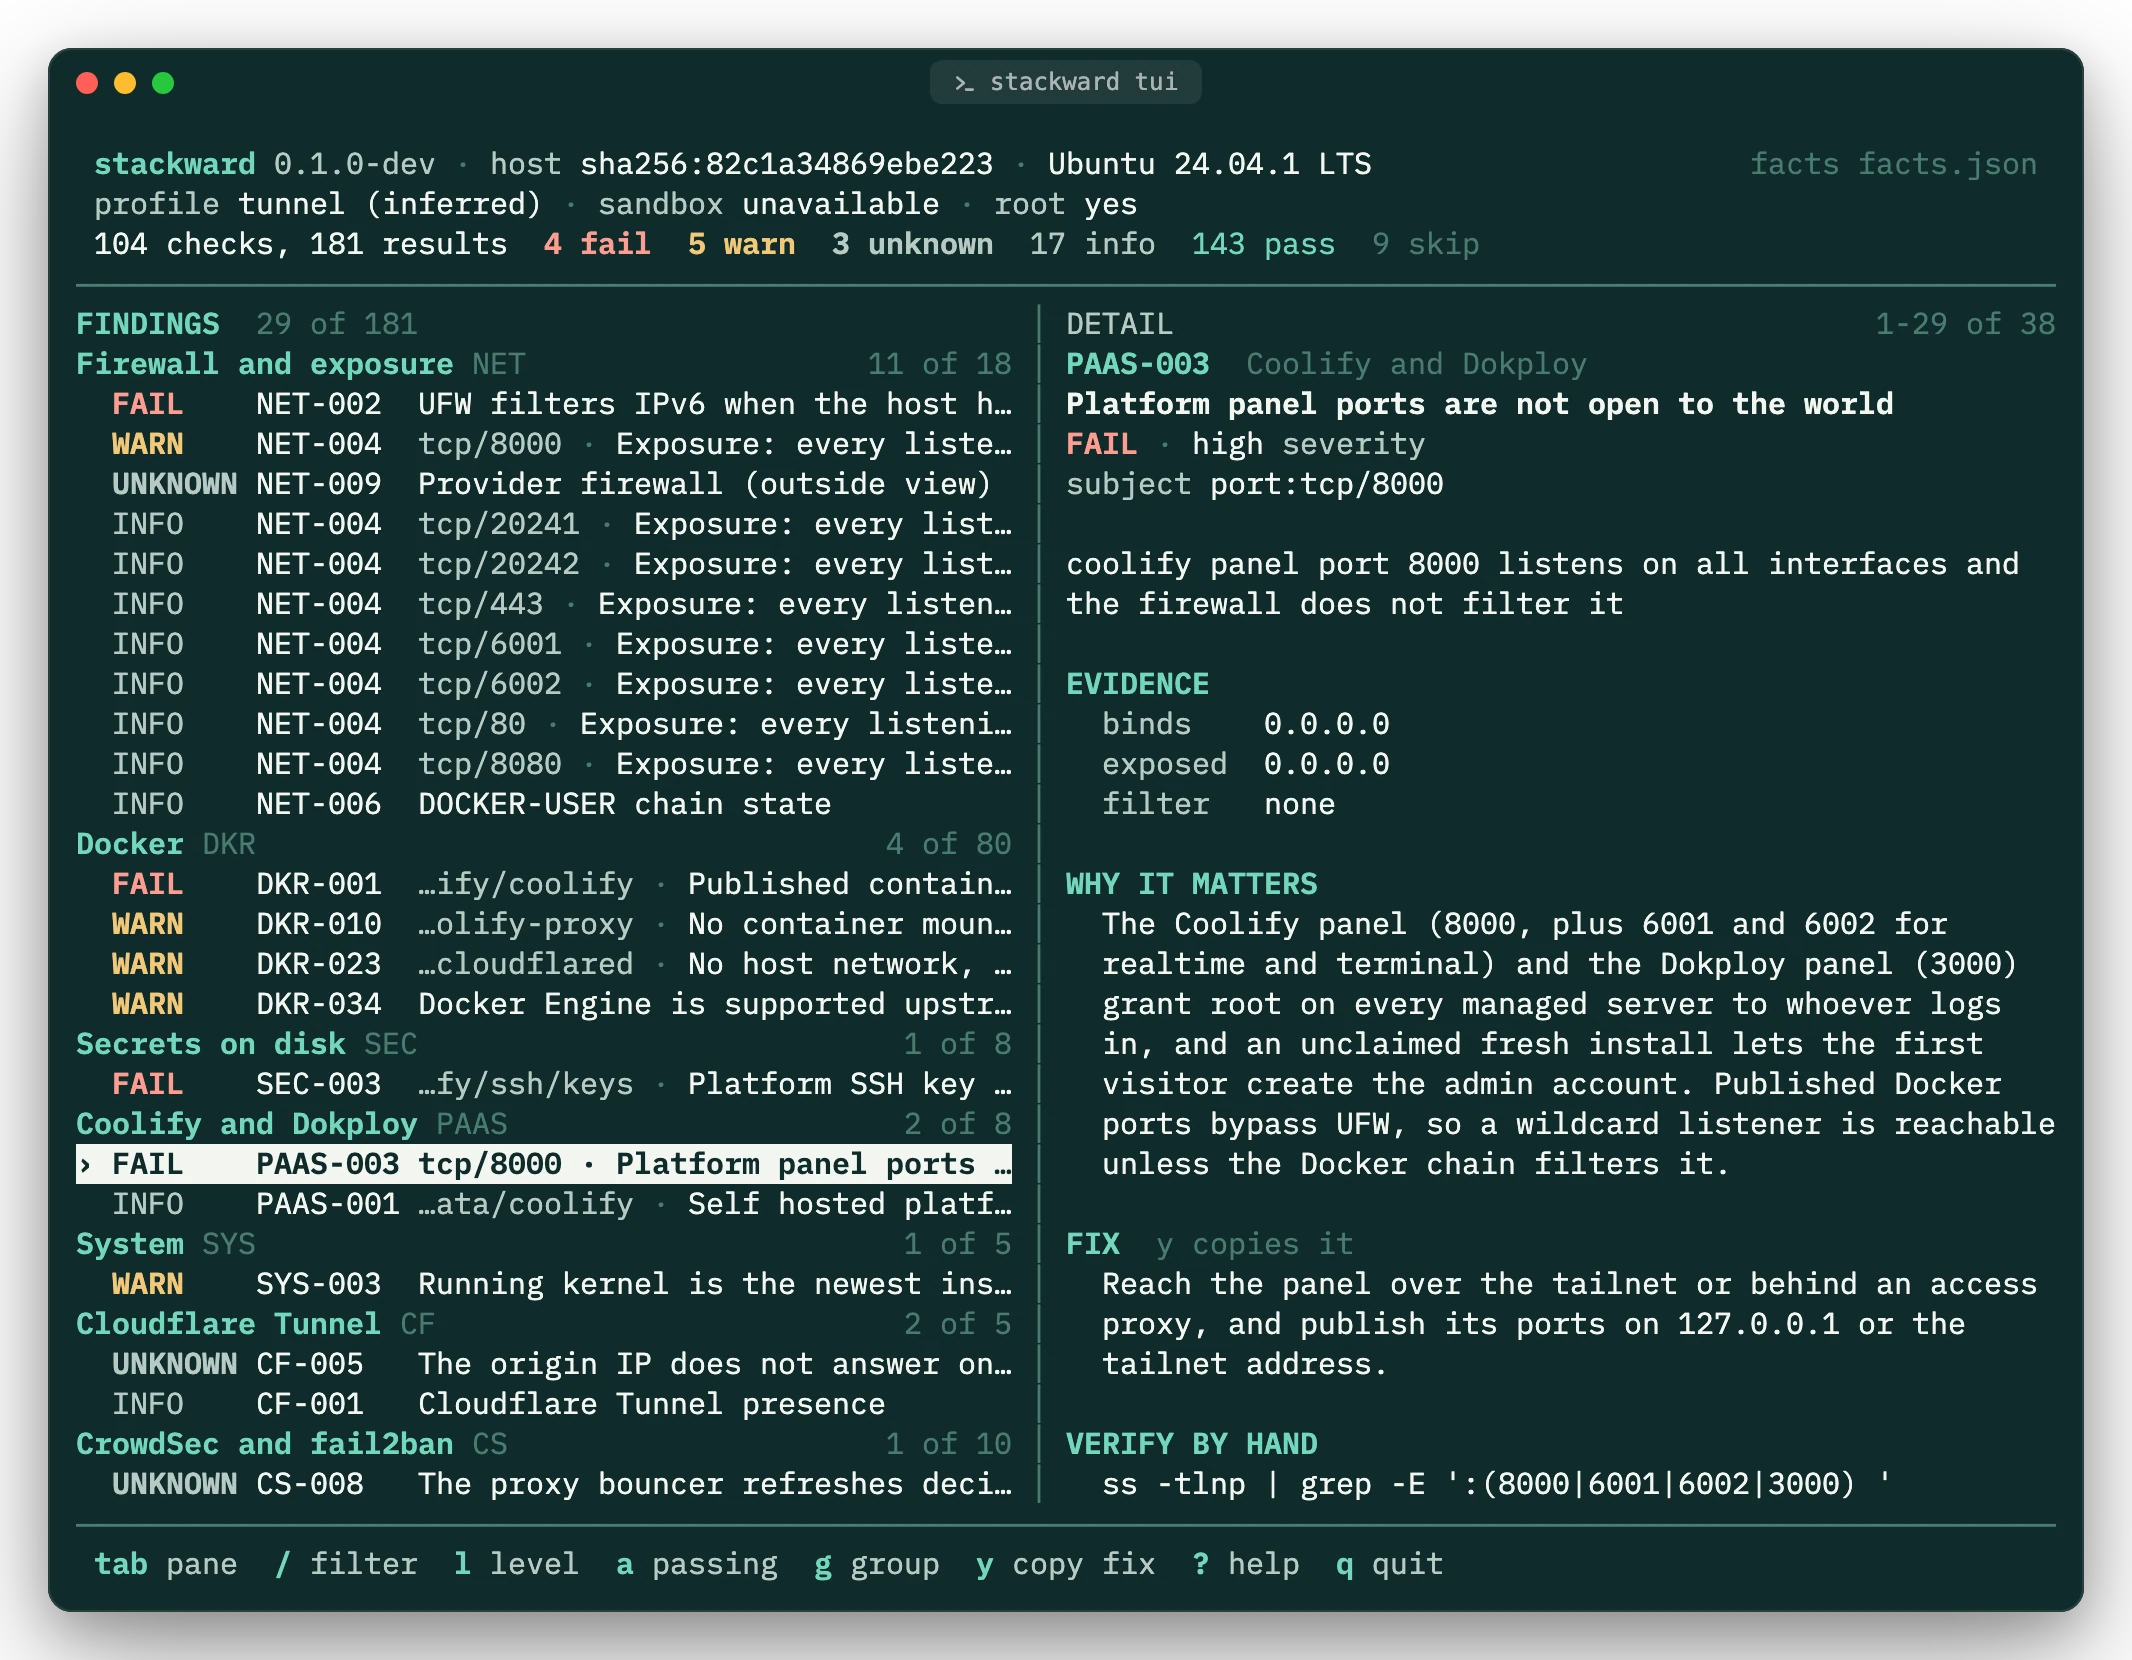 >_ stackward tui
stackward 0.1.0-dev · host sha256:82c1a34869ebe223 · Ubuntu 24.04.1 LTS facts facts.json
profile tunnel (inferred) · sandbox unavailable · root yes
104 checks, 181 results 4 fail 5 warn 3 unknown 17 info 143 pass 9 skip
FINDINGS 29 of 181
Firewall and exposure NET 11 of 18
FAIL NET-002 UFW filters IPv6 when the host h…
WARN NET-004 tcp/8000 · Exposure: every liste…
UNKNOWN NET-009 Provider firewall (outside view)
INFO NET-004 tcp/20241 · Exposure: every list…
INFO NET-004 tcp/20242 · Exposure: every list…
INFO NET-004 tcp/443 · Exposure: every listen…
INFO NET-004 tcp/6001 · Exposure: every liste…
INFO NET-004 tcp/6002 · Exposure: every liste…
INFO NET-004 tcp/80 · Exposure: every listeni…
INFO NET-004 tcp/8080 · Exposure: every liste…
INFO NET-006 DOCKER-USER chain state
Docker DKR 4 of 80
FAIL DKR-001 …ify/coolify · Published contain…
WARN DKR-010 …olify-proxy · No container moun…
WARN DKR-023 …cloudflared · No host network, …
WARN DKR-034 Docker Engine is supported upstr…
Secrets on disk SEC 1 of 8
FAIL SEC-003 …fy/ssh/keys · Platform SSH key …
Coolify and Dokploy PAAS 2 of 8
› FAIL PAAS-003 tcp/8000 · Platform panel ports …
INFO PAAS-001 …ata/coolify · Self hosted platf…
System SYS 1 of 5
WARN SYS-003 Running kernel is the newest ins…
Cloudflare Tunnel CF 2 of 5
UNKNOWN CF-005 The origin IP does not answer on…
INFO CF-001 Cloudflare Tunnel presence
CrowdSec and fail2ban CS 1 of 10
UNKNOWN CS-008 The proxy bouncer refreshes deci…
DETAIL 1-29 of 38
PAAS-003 Coolify and Dokploy
Platform panel ports are not open to the world
FAIL · high severity
subject port:tcp/8000
coolify panel port 8000 listens on all interfaces and
the firewall does not filter it
EVIDENCE
binds 0.0.0.0
exposed 0.0.0.0
filter none
WHY IT MATTERS
The Coolify panel (8000, plus 6001 and 6002 for
realtime and terminal) and the Dokploy panel (3000)
grant root on every managed server to whoever logs
in, and an unclaimed fresh install lets the first
visitor create the admin account. Published Docker
ports bypass UFW, so a wildcard listener is reachable
unless the Docker chain filters it.
FIX y copies it
Reach the panel over the tailnet or behind an access
proxy, and publish its ports on 127.0.0.1 or the
tailnet address.
VERIFY BY HAND
ss -tlnp | grep -E ':(8000|6001|6002|3000) '
tab pane / filter l level a passing g group y copy fix ? help q quit